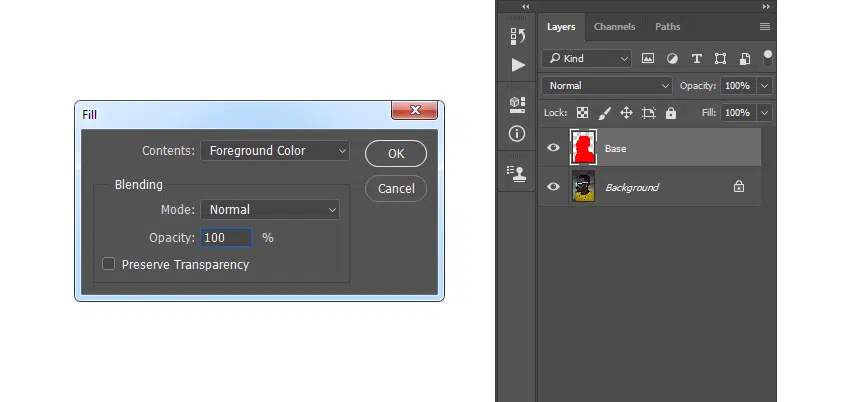 Fill
Contents: Foreground Color
OK
Blending
Cancel
Mode: Normal
Opacity: 100 %
Preserve Transparency
Layers Channels Paths
Kind
Normal Opacity: 100%
Lock: Fill: 100%
Base
Background